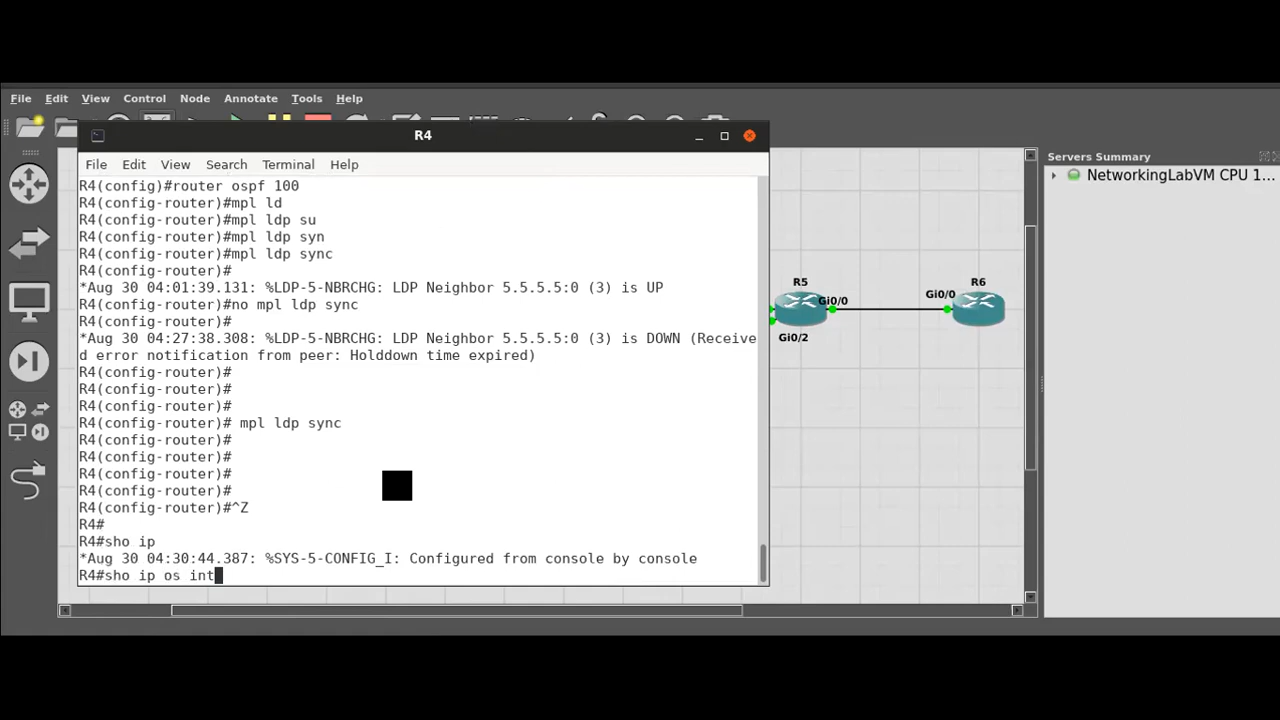 File Edit View Control Node Annotate Tools Help
R4
File Edit View Search Terminal Help
R4(config)#router ospf 100
R4(config-router)#mpl ld
R4(config-router)#mpl ldp su
R4(config-router)#mpl ldp syn
R4(config-router)#mpl ldp sync
R4(config-router)#
*Aug 30 04:01:39.131: %LDP-5-NBRCHG: LDP Neighbor 5.5.5.5:0 (3) is UP
R4(config-router)#no mpl ldp sync
R4(config-router)#
*Aug 30 04:27:38.308: %LDP-5-NBRCHG: LDP Neighbor 5.5.5.5:0 (3) is DOWN (Receive
d error notification from peer: Holddown time expired)
R4(config-router)#
R4(config-router)#
R4(config-router)#
R4(config-router)# mpl ldp sync
R4(config-router)#
R4(config-router)#
R4(config-router)#
R4(config-router)#
R4(config-router)#^Z
R4#
R4#sho ip
*Aug 30 04:30:44.387: %SYS-5-CONFIG_I: Configured from console by console
R4#sho ip os int
R5
Gi0/0
Gi0/2
R6
Gi0/0
Servers Summary
NetworkingLabVM CPU 1...